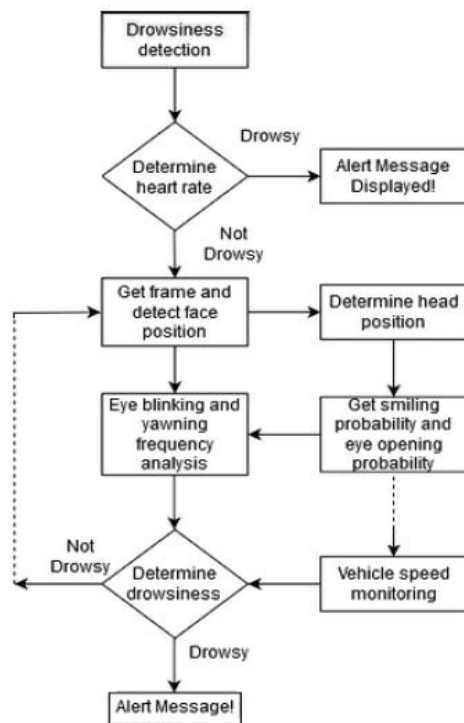 Drowsiness
detection
Drowsy
Determine
heart rate
Alert Message
Displayed!
Not
Drowsy
Get frame and
detect face
position
Determine head
position
Eye blinking and
yawning
frequency
analysis
Get smiling
probability and
eye opening
probability
Not
Drowsy
Determine
drowsiness
Vehicle speed
monitoring
Drowsy
Alert Message!